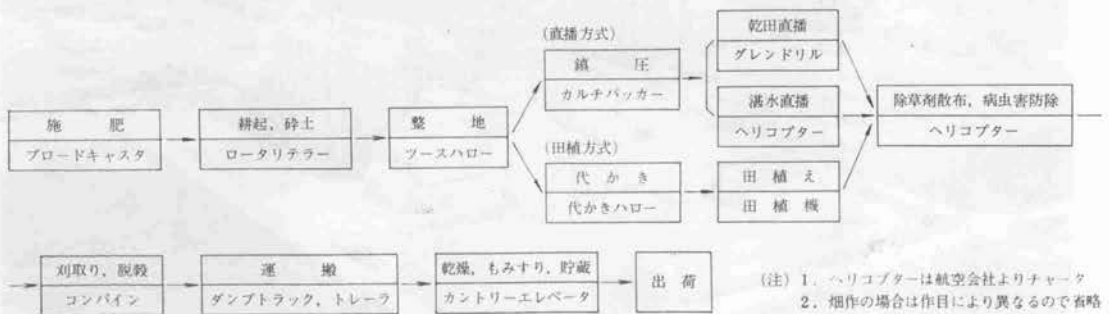 施肥
ブロードキャスタ
耕起，砕土
ロータリテラー
整地
ツースハロー
(直播方式)
鎮圧
カルチパッカー
乾田直播
グレンドリル
湛水直播
ヘリコプター
(田植方式)
代かき
代かきハロー
田植え
田植機
除草剤散布，病虫害防除
ヘリコプター
刈取り，脱穀
コンバイン
運搬
ダンプトラック，トレーラ
乾燥，もみすり，貯蔵
カントリーエレベータ
出荷
(注) 1．ヘリコプターは航空会社よりチャータ
2．畑作の場合は作目により異なるので省略